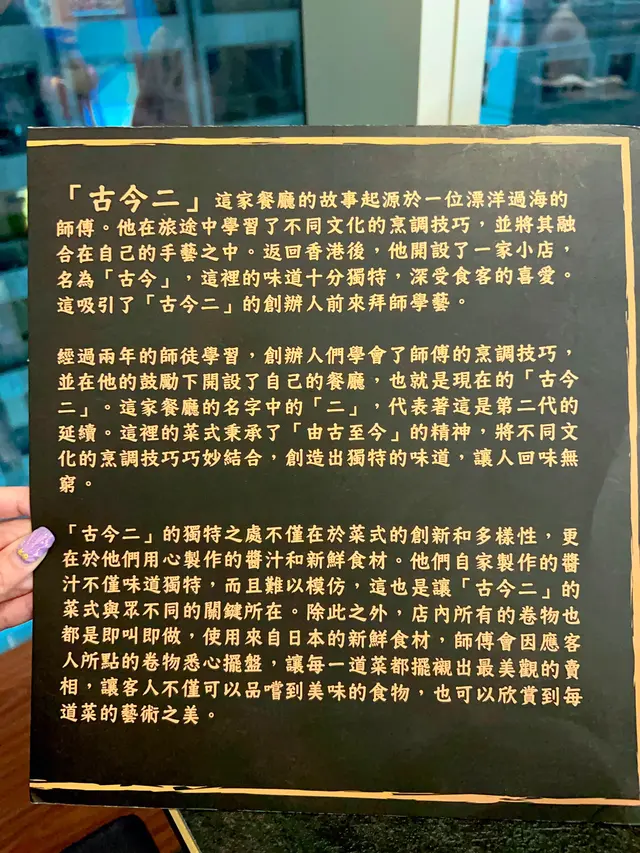 「古今二」這家餐廳的故事起源於一位漂洋過海的
師傅。他在旅途中學習了不同文化的烹調技巧，並將其融
合在自己的手藝之中。返回香港後，他開設了一家小店，
名為「古今」，這裡的味道十分獨特，深受食客的喜愛。
這吸引了「古今二」的創辦人前來拜師學藝。
經過兩年的師徒學習，創辦人們學會了師傅的烹調技巧，
並在他的鼓勵下開設了自己的餐廳，也就是現在的「古今
二」。這家餐廳的名字中的「二」，代表著這是第二代的
延續。這裡的菜式秉承了「由古至今」的精神，將不同文
化的烹調技巧巧妙結合，創造出獨特的味道，讓人回味無
窮。
「古今二」的獨特之處不僅在於菜式的創新和多樣性，更
在於他們用心製作的醬汁和新鮮食材。他們自家製作的醬
汁不僅味道獨特，而且難以模仿，這也是讓「古今二」的
菜式與眾不同的關鍵所在。除此之外，店內所有的卷物也
都是即叫即做，使用來自日本的新鮮食材，師傅會因應客
人所點的卷物悉心擺盤，讓每一道菜都擺襯出最美觀的賣
相，讓客人不僅可以品嚐到美味的食物，也可以欣賞到每
道菜的藝術之美。